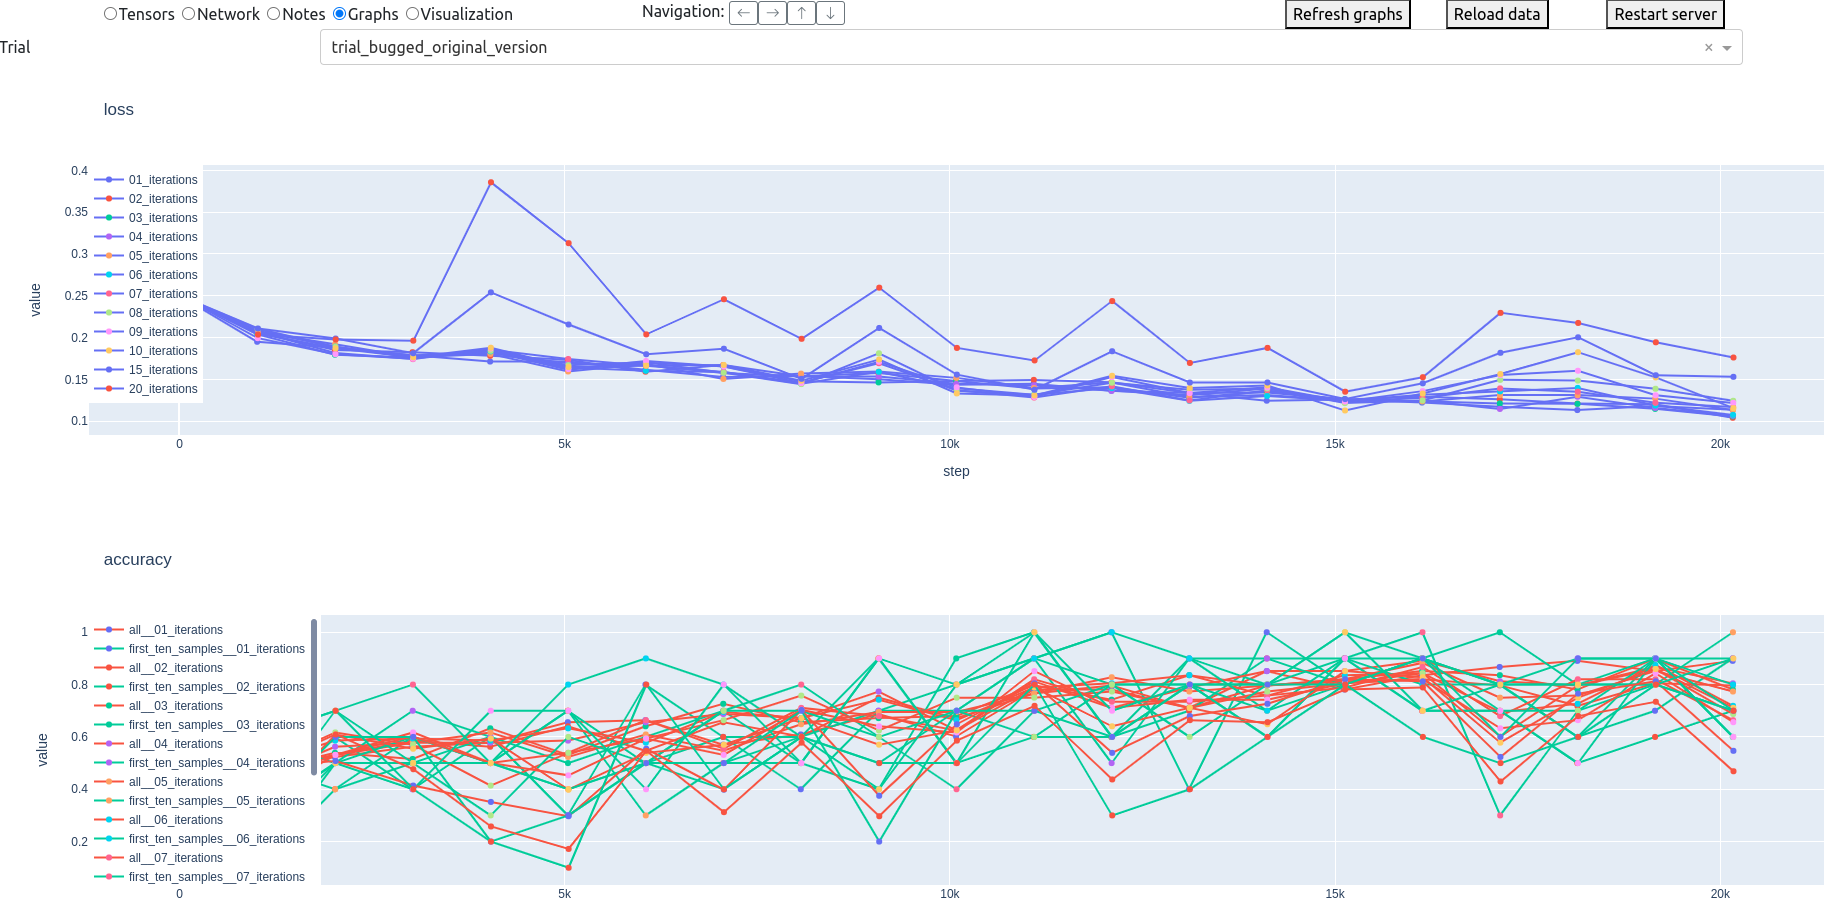 Tensors Network Notes Graphs Visualization Navigation: ← → ↑ ↓ Refresh graphs Reload data Restart server
Trial trial_bugged_original_version ×
loss
0.4
0.35
0.3
0.25
0.2
0.15
0.1
value
01_iterations
02_iterations
03_iterations
04_iterations
05_iterations
06_iterations
07_iterations
08_iterations
09_iterations
10_iterations
15_iterations
20_iterations
0 5k 10k 15k 20k
step
accuracy
1
0.8
0.6
0.4
0.2
value
all__01_iterations
first_ten_samples__01_iterations
all__02_iterations
first_ten_samples__02_iterations
all__03_iterations
first_ten_samples__03_iterations
all__04_iterations
first_ten_samples__04_iterations
all__05_iterations
first_ten_samples__05_iterations
all__06_iterations
first_ten_samples__06_iterations
all__07_iterations
first_ten_samples__07_iterations
0 5k 10k 15k 20k